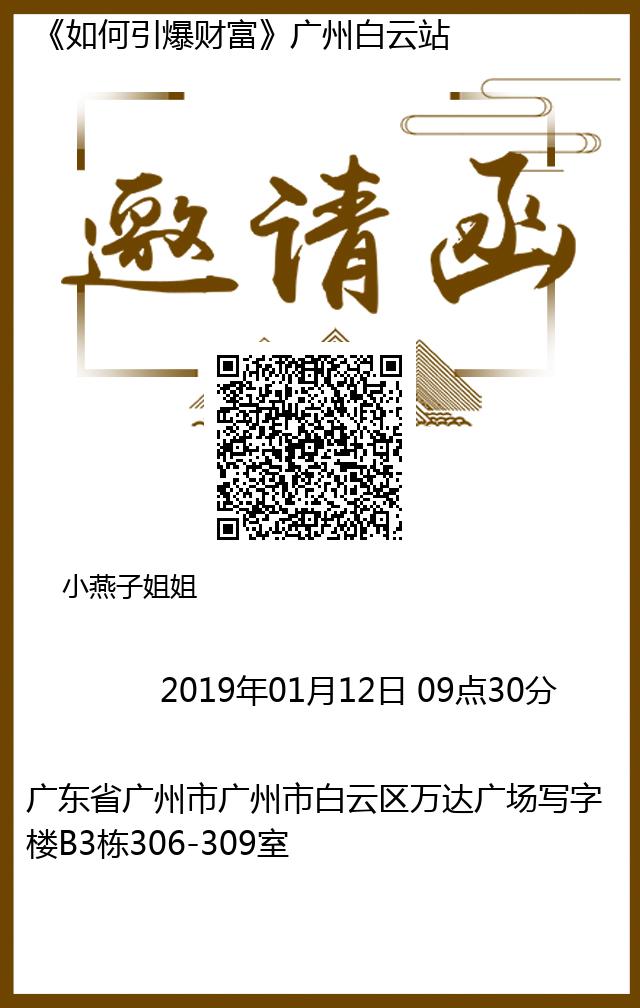 《如何引爆财富》广州白云站
邀请函
小燕子姐姐
2019年01月12日 09点30分
广东省广州市广州市白云区万达广场写字
楼B3栋306-309室